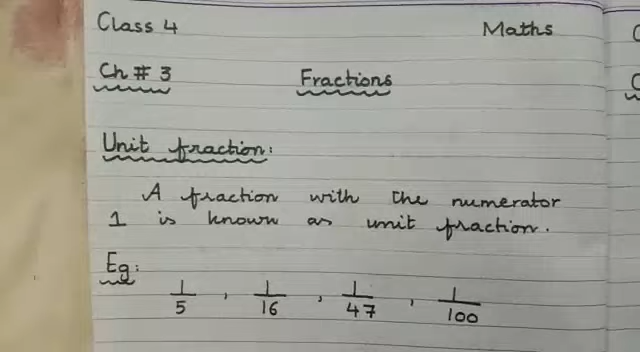 Class 4 Maths
Ch # 3 Fractions
Unit fraction:
A fraction with the numerator
1 is known as unit fraction.
Eg:
1/5 , 1/16 , 1/47 , 1/100